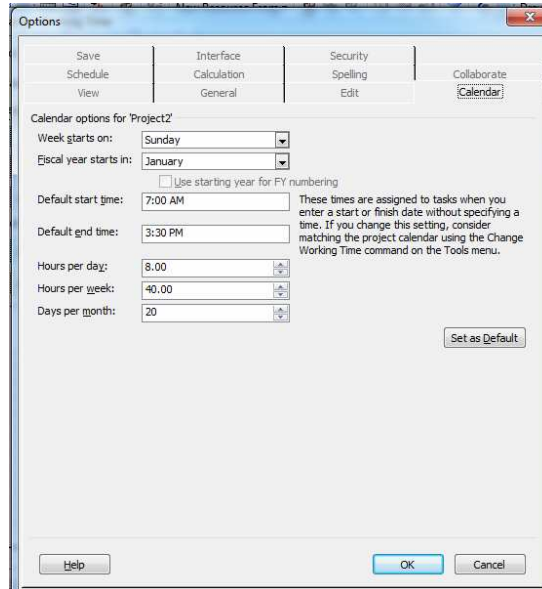 Options
Save Interface Security
Schedule Calculation Spelling Collaborate
View General Edit Calendar
Calendar options for 'Project2'
Week starts on: Sunday
Fiscal year starts in: January
Use starting year for FY numbering
Default start time: 7:00 AM
These times are assigned to tasks when you
enter a start or finish date without specifying a
time. If you change this setting, consider
matching the project calendar using the Change
Working Time command on the Tools menu.
Default end time: 3:30 PM
Hours per day: 8.00
Hours per week: 40.00
Days per month: 20
Set as Default
Help OK Cancel